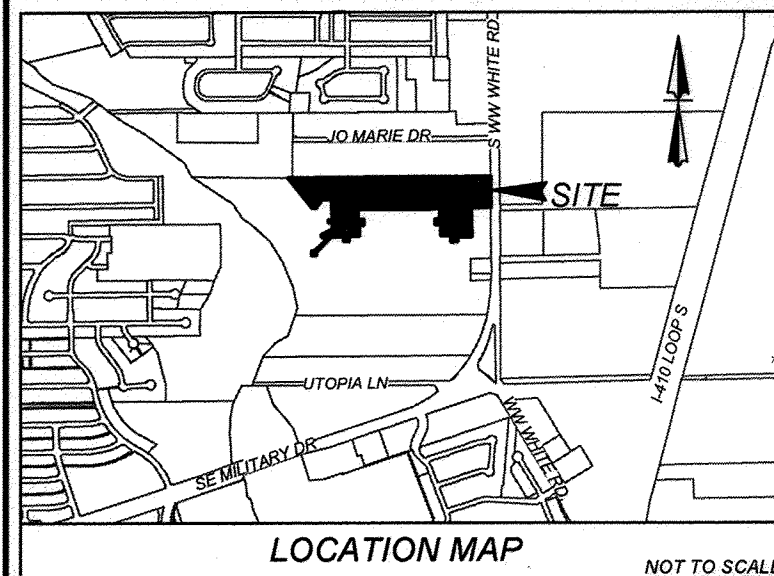 S WW WHITE RD
JO MARIE DR
SITE
I-410 LOOP S
UTOPIA LN
WW WHITE RD
SE MILITARY DR
LOCATION MAP
NOT TO SCALE